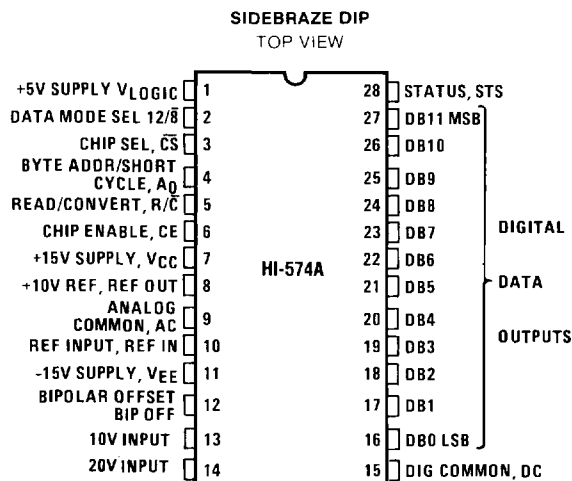 SIDEBRAZE DIP
TOP VIEW
+5V SUPPLY VLOGIC 1
DATA MODE SEL 12/8̅ 2
CHIP SEL, C̅S̅ 3
BYTE ADDR/SHORT
CYCLE, A0 4
READ/CONVERT, R/C̅ 5
CHIP ENABLE, CE 6
+15V SUPPLY, VCC 7
+10V REF, REF OUT 8
ANALOG
COMMON, AC 9
REF INPUT, REF IN 10
-15V SUPPLY, VEE 11
BIPOLAR OFFSET
BIP OFF 12
10V INPUT 13
20V INPUT 14
HI-574A
28 STATUS, STS
27 DB11 MSB
26 DB10
25 DB9
24 DB8
23 DB7
22 DB6
21 DB5
20 DB4
19 DB3
18 DB2
17 DB1
16 DB0 LSB
15 DIG COMMON, DC
DIGITAL
DATA
OUTPUTS